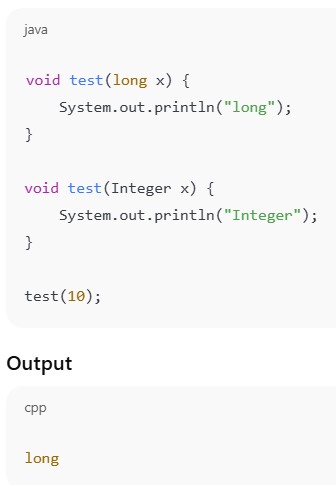 java
void test(long x) {
    System.out.println("long");
}
void test(Integer x) {
    System.out.println("Integer");
}
test(10);
Output
cpp
long